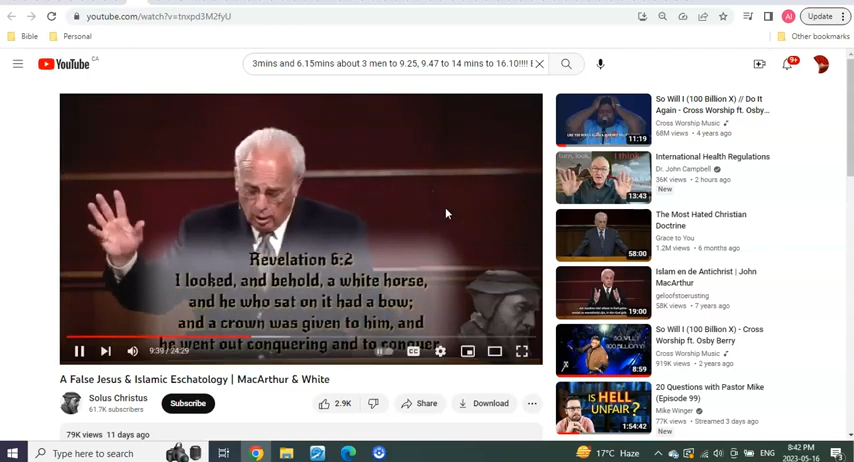 youtube.com/watch?v=tnxpd3M2fyU
AI
Update
Bible
Personal
Other bookmarks
YouTube CA
3mins and 6.15mins about 3 men to 9.25, 9.47 to 14 mins to 16.10!!!! E
9+
Revelation 6:2
I looked, and behold, a white horse,
and he who sat on it had a bow;
and a crown was given to him, and
he went out conquering and to conquer.
9:39 / 24:29
CC
A False Jesus & Islamic Eschatology | MacArthur & White
Solus Christus
61.7K subscribers
Subscribe
2.9K
Share
Download
79K views 11 days ago
11:19
So Will I (100 Billion X) // Do It
Again - Cross Worship ft. Osby...
Cross Worship Music
68M views • 4 years ago
13:43
International Health Regulations
Dr. John Campbell
36K views • 2 hours ago
New
58:00
The Most Hated Christian
Doctrine
Grace to You
1.2M views • 6 months ago
19:00
Islam en de Antichrist | John
MacArthur
geloofstoerusting
58K views • 7 years ago
8:59
So Will I (100 Billion X) - Cross
Worship ft. Osby Berry
Cross Worship Music
919K views • 2 years ago
IS HELL
UNFAIR?
1:54:42
20 Questions with Pastor Mike
(Episode 99)
Mike Winger
77K views • Streamed 3 days ago
New
Type here to search
17°C Haze
ENG
8:42 PM
2023-05-16
3